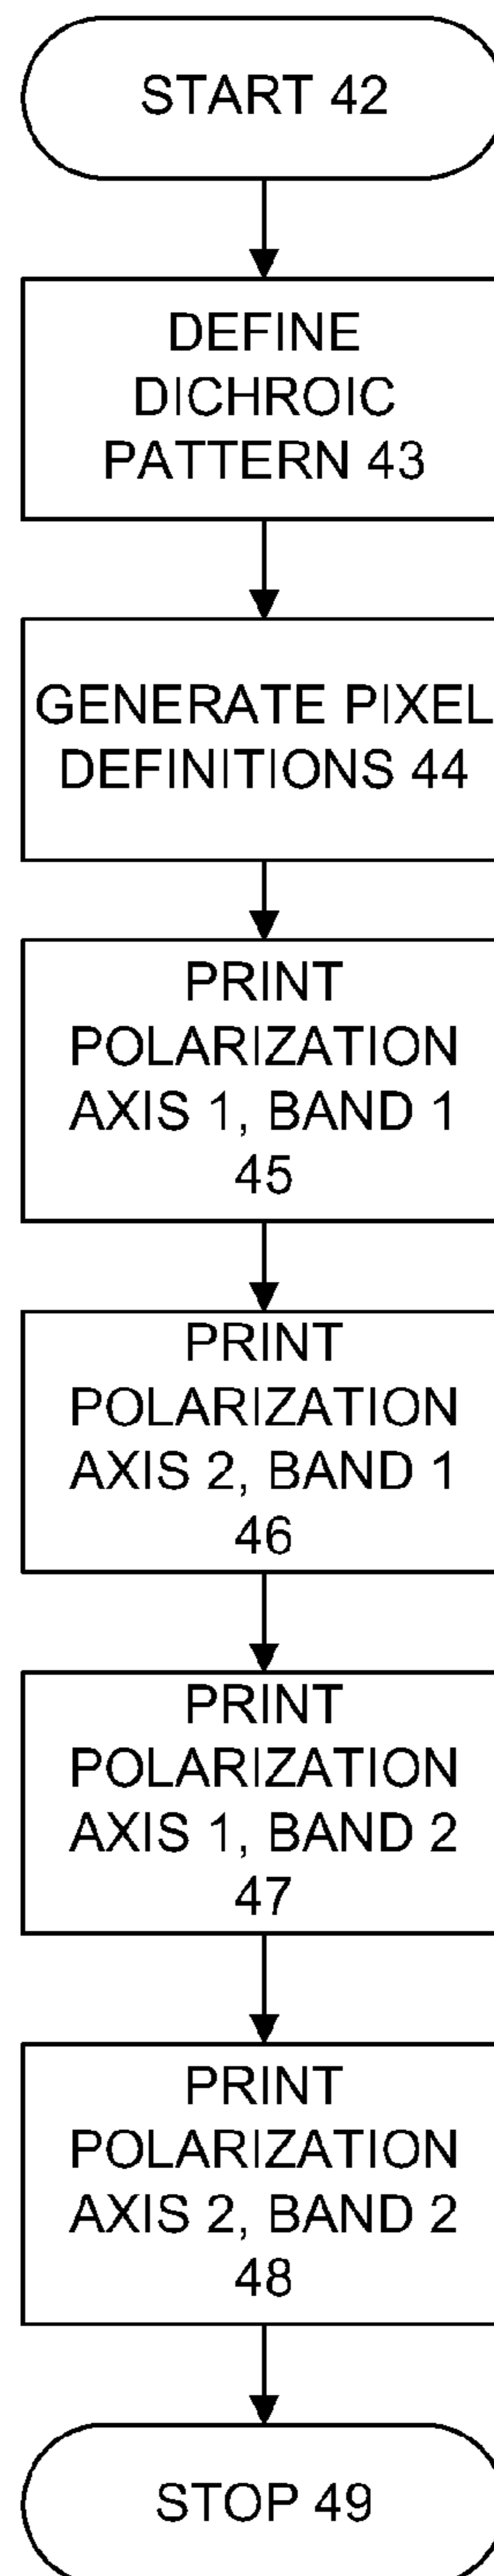 START 42
DEFINE
DICHROIC
PATTERN 43
GENERATE PIXEL
DEFINITIONS 44
PRINT
POLARIZATION
AXIS 1, BAND 1
45
PRINT
POLARIZATION
AXIS 2, BAND 1
46
PRINT
POLARIZATION
AXIS 1, BAND 2
47
PRINT
POLARIZATION
AXIS 2, BAND 2
48
STOP 49